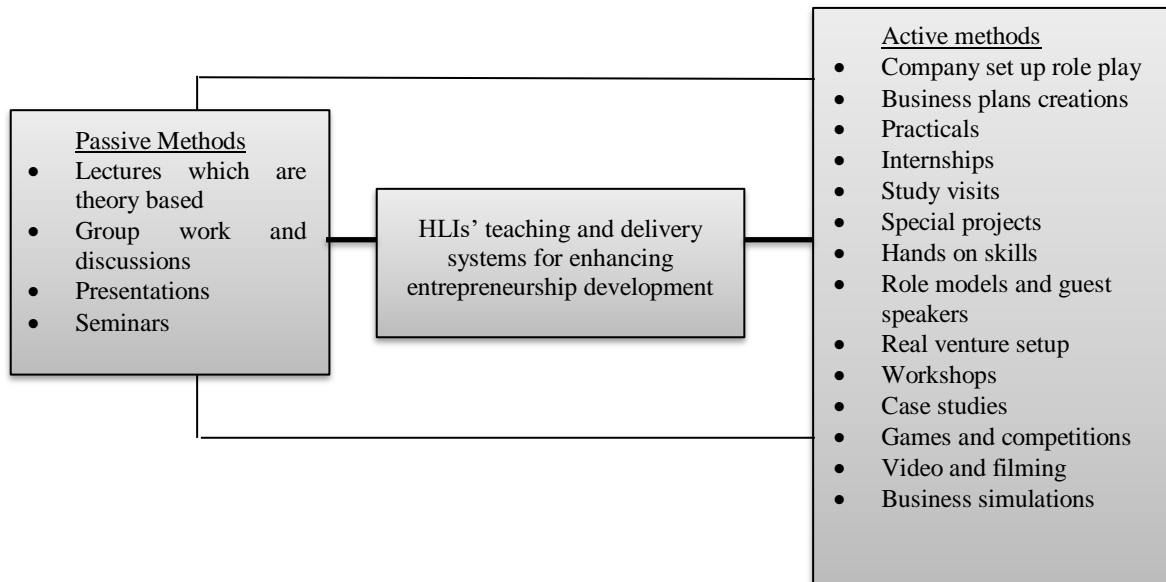 Passive Methods
• Lectures which are
theory based
• Group work and
discussions
• Presentations
• Seminars
HLIs’ teaching and delivery
systems for enhancing
entrepreneurship development
Active methods
• Company set up role play
• Business plans creations
• Practicals
• Internships
• Study visits
• Special projects
• Hands on skills
• Role models and guest
speakers
• Real venture setup
• Workshops
• Case studies
• Games and competitions
• Video and filming
• Business simulations